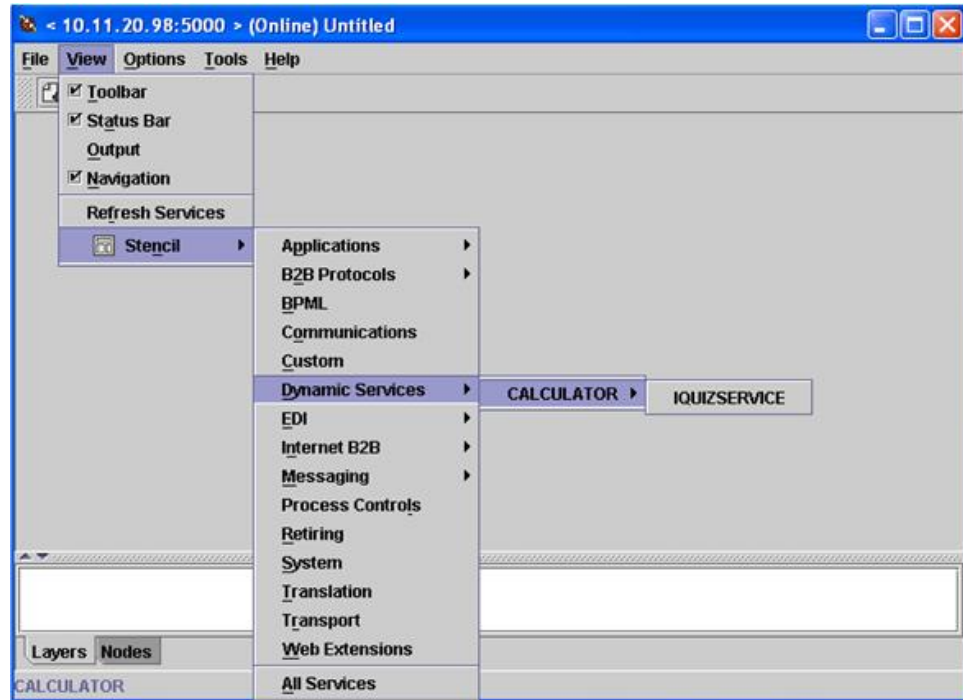 < 10.11.20.98:5000 > (Online) Untitled
File View Options Tools Help
Toolbar
Status Bar
Output
Navigation
Refresh Services
Stencil
Applications
B2B Protocols
BPML
Communications
Custom
Dynamic Services
CALCULATOR
IQUIZSERVICE
EDI
Internet B2B
Messaging
Process Controls
Retiring
System
Translation
Transport
Web Extensions
All Services
Layers Nodes
CALCULATOR